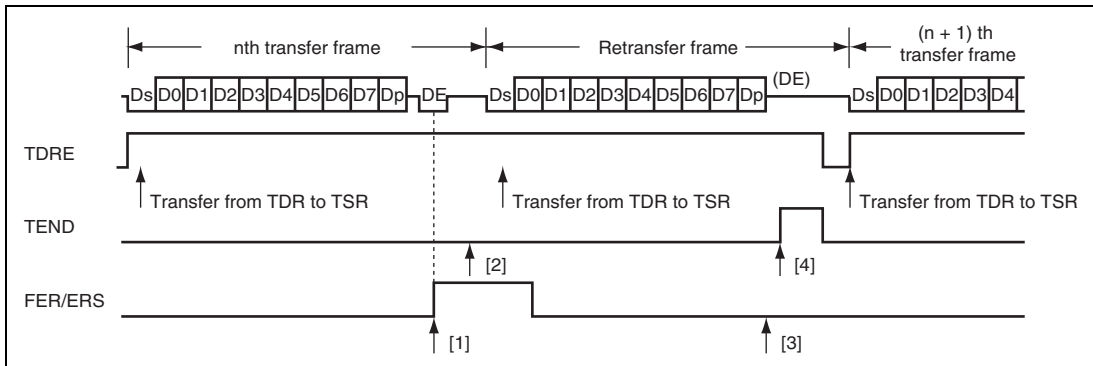 nth transfer frame Retransfer frame (n + 1) th
transfer frame
Ds D0 D1 D2 D3 D4 D5 D6 D7 Dp DE Ds D0 D1 D2 D3 D4 D5 D6 D7 Dp (DE) Ds D0 D1 D2 D3 D4
TDRE
Transfer from TDR to TSR Transfer from TDR to TSR Transfer from TDR to TSR
TEND
[2] [4]
FER/ERS
[1] [3]